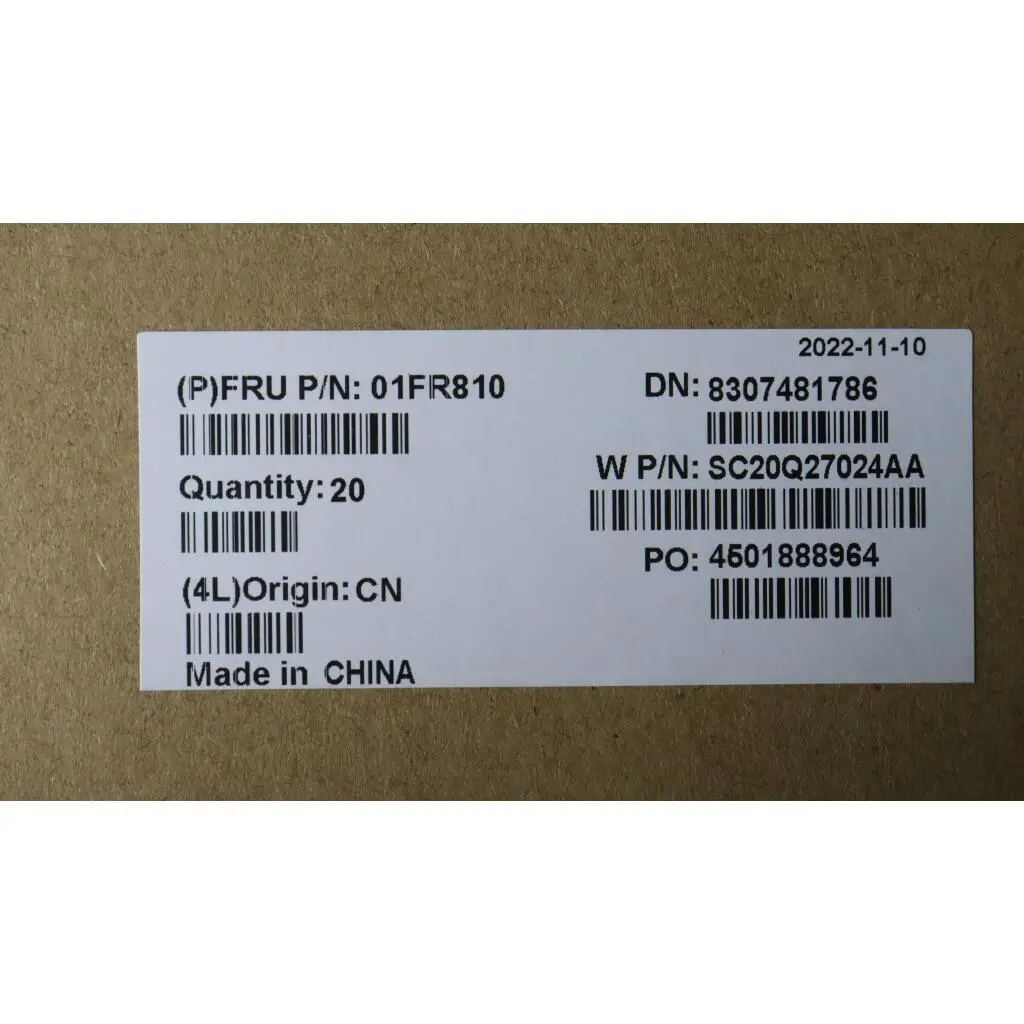 2022-11-10
(P)FRU P/N: 01FR810
DN: 8307481786
W P/N: SC20Q27024AA
Quantity: 20
PO: 4501888964
(4L)Origin: CN
Made in CHINA